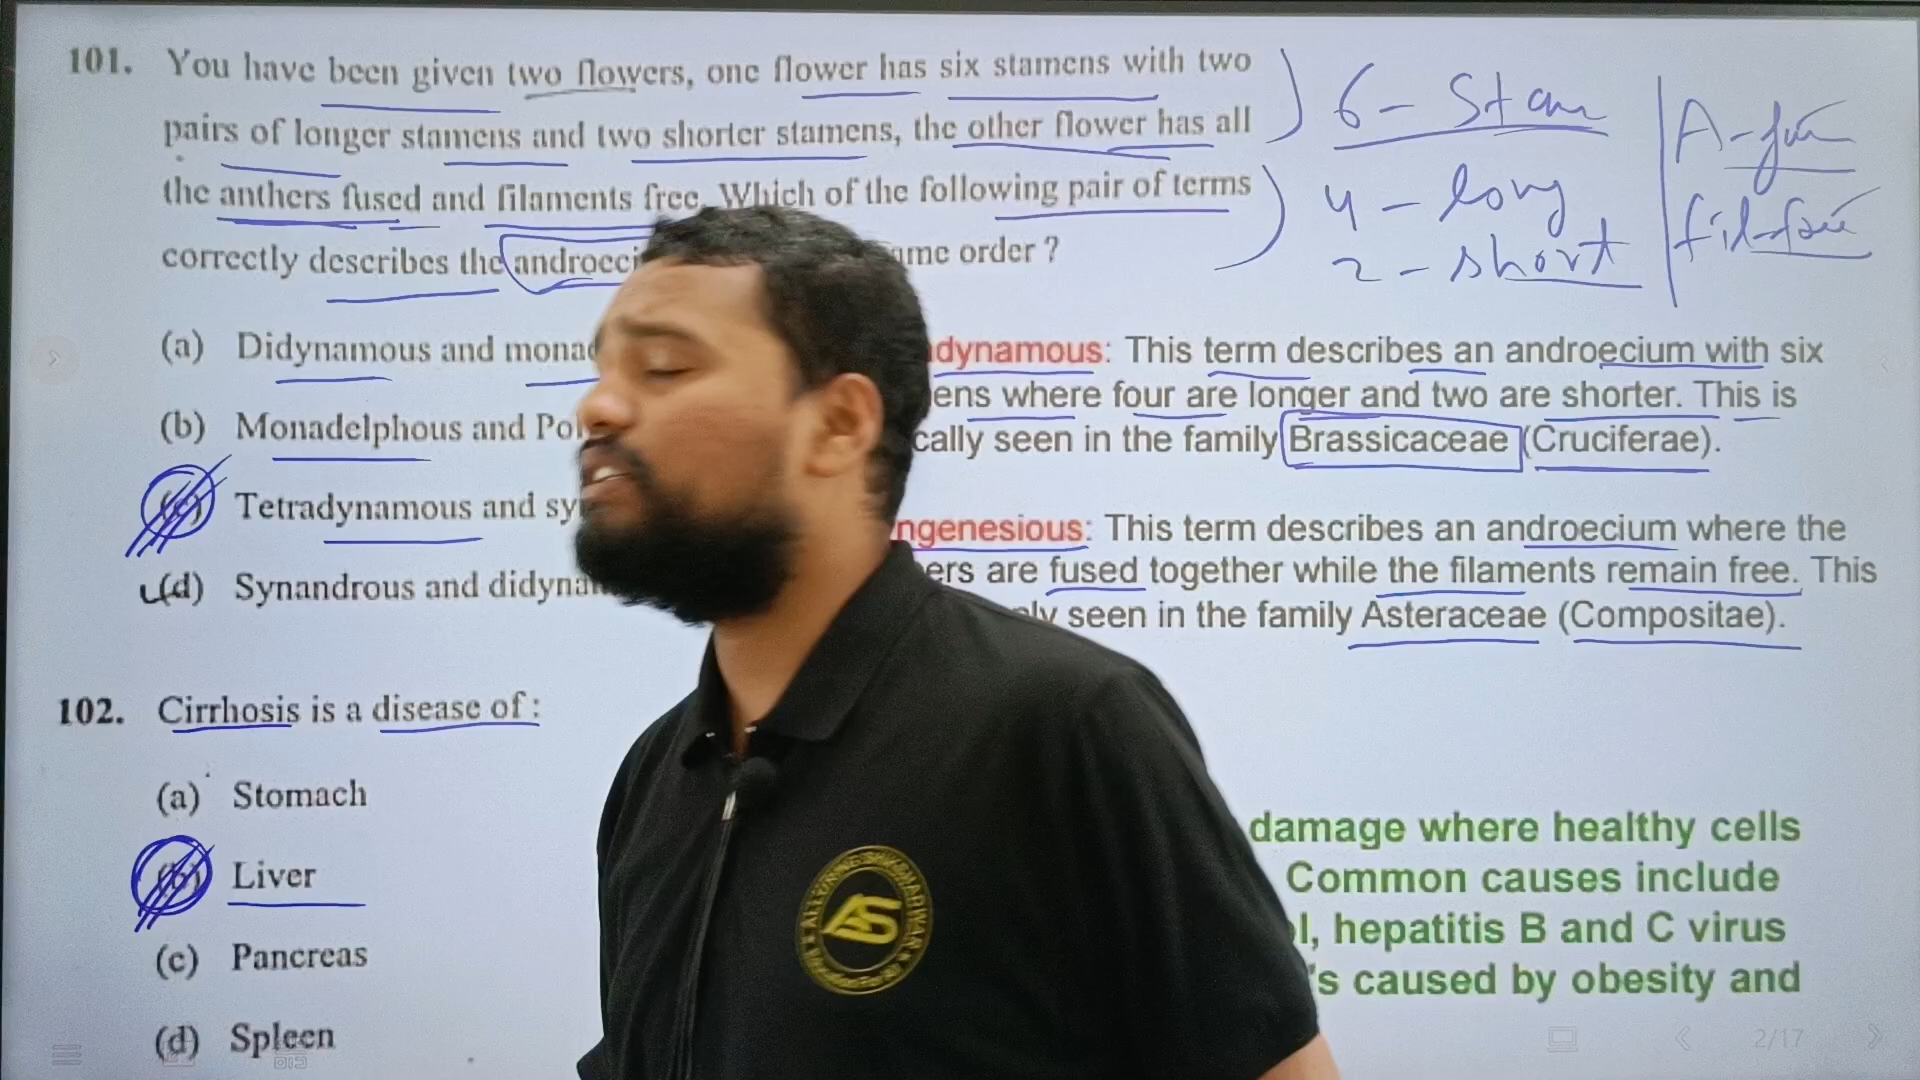 101. You have been given two flowers, one flower has six stamens with two
pairs of longer stamens and two shorter stamens, the other flower has all
the anthers fused and filaments free. Which of the following pair of terms
correctly describes the androeci ame order ?
(a) Didynamous and monad
(b) Monadelphous and Pol
(c) Tetradynamous and sy
(d) Synandrous and didyna
6 - Stam
4 - long
2 - short
dynamous: This term describes an androecium with six
ens where four are longer and two are shorter. This is
cally seen in the family Brassicaceae (Cruciferae).
ngenesious: This term describes an androecium where the
ers are fused together while the filaments remain free. This
ly seen in the family Asteraceae (Compositae).
102. Cirrhosis is a disease of :
(a) Stomach
(b) Liver
(c) Pancreas
(d) Spleen
damage where healthy cells
Common causes include
l, hepatitis B and C virus
's caused by obesity and
AS
2/17